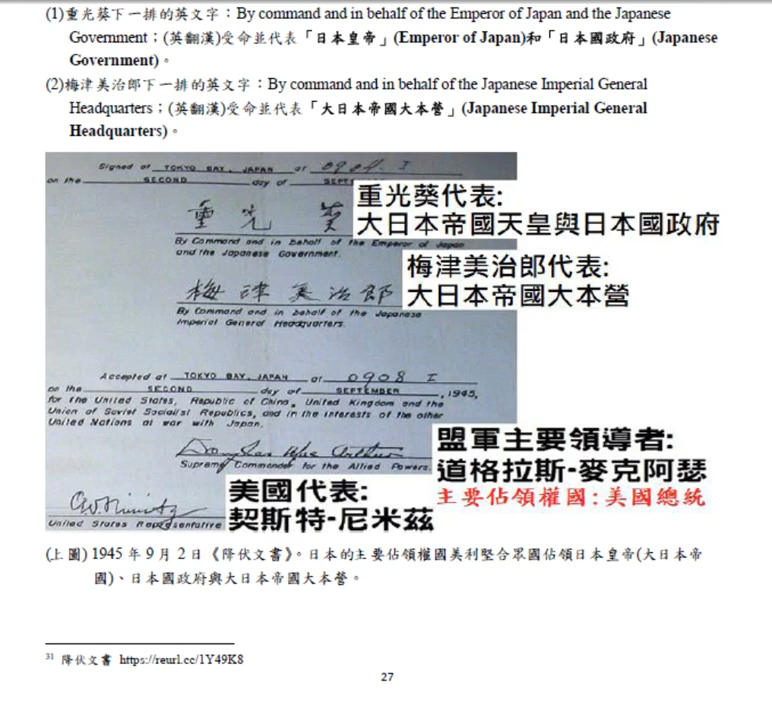 (1)重光葵下一排的英文字：By command and in behalf of the Emperor of Japan and the Japanese
Government；(英翻漢)受命並代表「日本皇帝」(Emperor of Japan)和「日本國政府」(Japanese
Government)。
(2)梅津美治郎下一排的英文字：By command and in behalf of the Japanese Imperial General
Headquarters；(英翻漢)受命並代表「大日本帝國大本營」(Japanese Imperial General
Headquarters)。
Signed at TOKYO BAY, JAPAN at 0904 I
on the SECOND day of SEPT
重光葵
重光葵代表:
大日本帝國天皇與日本國政府
By Command and in behalf of the Emperor of Japan
and the Japanese Government.
梅津美治郎
梅津美治郎代表:
大日本帝國大本營
By Command and in behalf of the Japanese
Imperial General Headquarters.
Accepted at TOKYO BAY, JAPAN at 0908 I
on the SECOND day of SEPTEMBER, 1945,
for the United States, Republic of China, United Kingdom and the
Union of Soviet Socialist Republics, and in the interests of the other
United Nations at war with Japan.
Douglas MacArthur
Supreme Commander for the Allied Powers.
盟軍主要領導者:
道格拉斯-麥克阿瑟
主要佔領權國:美國總統
美國代表:
契斯特-尼米茲
C.W. Nimitz
United States Representative
(上圖) 1945 年 9 月 2 日《降伏文書》。日本的主要佔領權國美利堅合眾國佔領日本皇帝(大日本帝
國)、日本國政府與大日本帝國大本營。
31 降伏文書 https://reurl.cc/1Y49K8
27